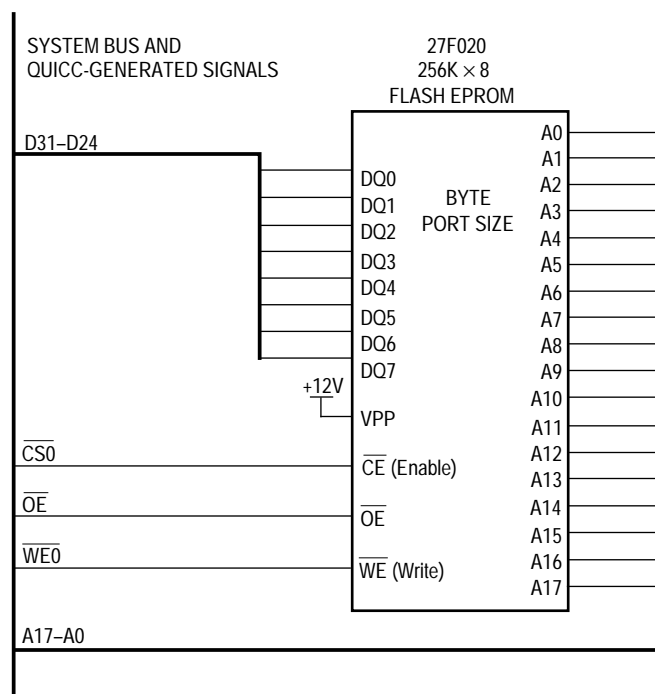 SYSTEM BUS AND
QUICC-GENERATED SIGNALS
27F020
256K × 8
FLASH EPROM
D31–D24
DQ0
DQ1
DQ2
DQ3
DQ4
DQ5
DQ6
DQ7
BYTE
PORT SIZE
+12V
VPP
CS0
CE (Enable)
OE
OE
WE0
WE (Write)
A0
A1
A2
A3
A4
A5
A6
A7
A8
A9
A10
A11
A12
A13
A14
A15
A16
A17
A17–A0